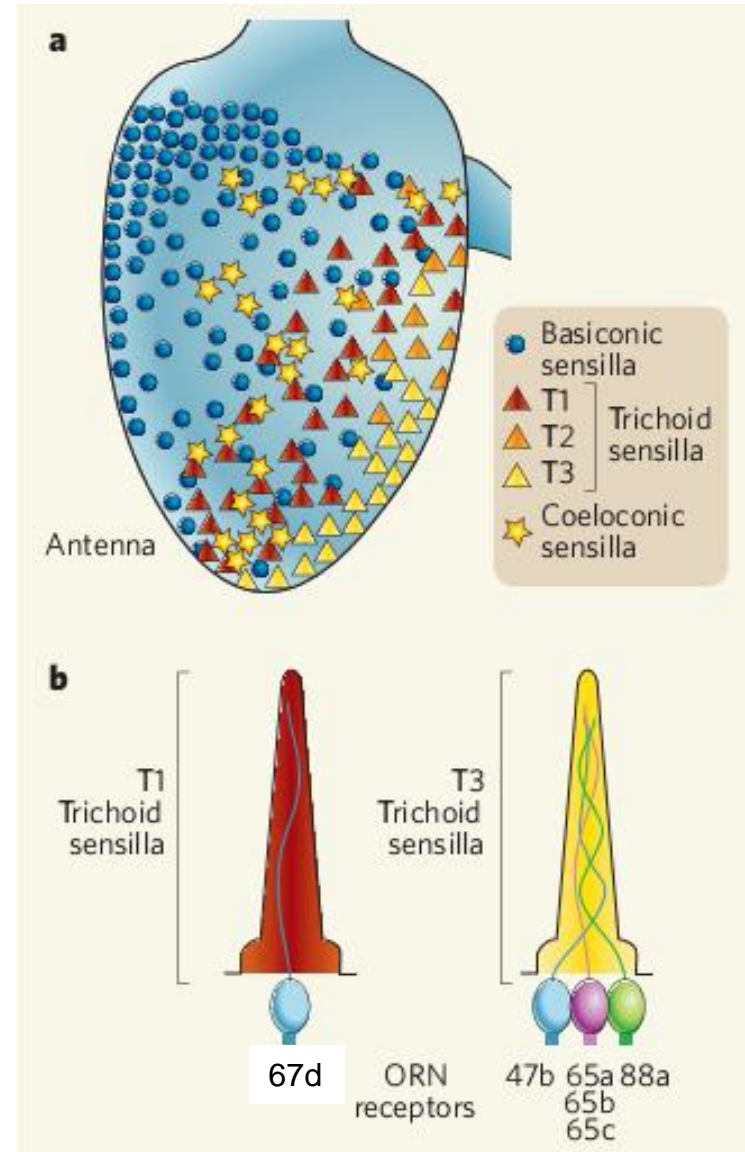 a
Basiconic
sensilla
T1
T2
T3
Trichoid
sensilla
Coeloconic
sensilla
Antenna
b
T1
Trichoid
sensilla
T3
Trichoid
sensilla
67d
ORN
receptors
47b 65a 88a
65b
65c